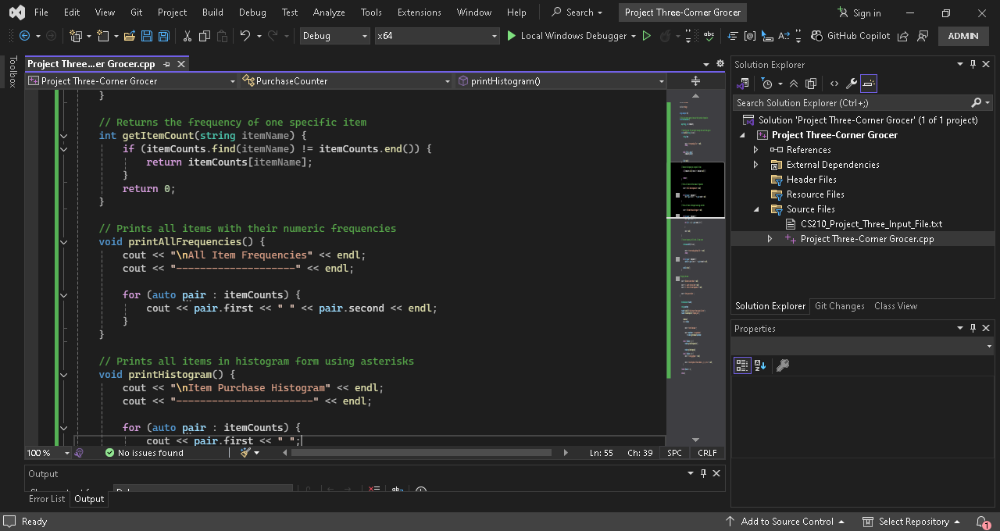 File Edit View Git Project Build Debug Test Analyze Tools Extensions Window Help Search Project Three-Corner Grocer Sign in
Debug x64 Local Windows Debugger GitHub Copilot ADMIN
Toolbox
Project Three...er Grocer.cpp
Project Three-Corner Grocer PurchaseCounter printHistogram()
}
// Returns the frequency of one specific item
int getItemCount(string itemName) {
if (itemCounts.find(itemName) != itemCounts.end()) {
return itemCounts[itemName];
}
return 0;
}
// Prints all items with their numeric frequencies
void printAllFrequencies() {
cout << "\nAll Item Frequencies" << endl;
cout << "--------------------" << endl;
for (auto pair : itemCounts) {
cout << pair.first << " " << pair.second << endl;
}
}
// Prints all items in histogram form using asterisks
void printHistogram() {
cout << "\nItem Purchase Histogram" << endl;
cout << "-----------------------" << endl;
for (auto pair : itemCounts) {
cout << pair.first << " ";
100 % No issues found Ln: 55 Ch: 39 SPC CRLF
Output
Error List Output
Solution Explorer
Search Solution Explorer (Ctrl+;)
Solution 'Project Three-Corner Grocer' (1 of 1 project)
Project Three-Corner Grocer
References
External Dependencies
Header Files
Resource Files
Source Files
CS210_Project_Three_Input_File.txt
Project Three-Corner Grocer.cpp
Solution Explorer Git Changes Class View
Properties
Ready Add to Source Control Select Repository 1